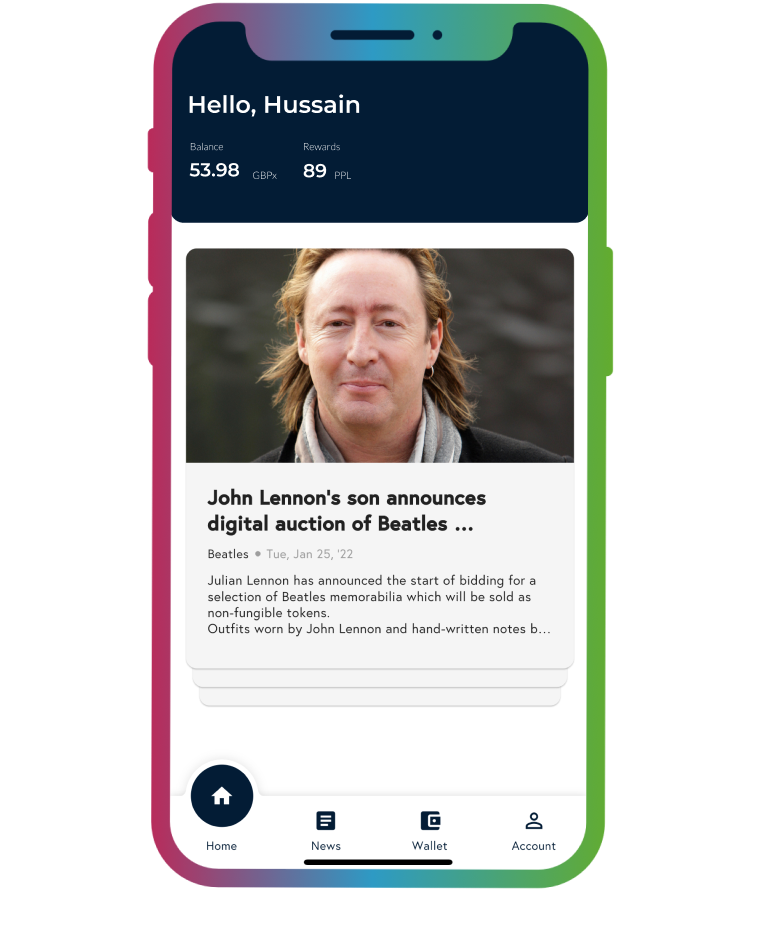 Hello, Hussain
Balance
Rewards
53.98 GBPx
89 PPL
John Lennon's son announces
digital auction of Beatles ...
Beatles • Tue, Jan 25, '22
Julian Lennon has announced the start of bidding for a
selection of Beatles memorabilia which will be sold as
non-fungible tokens.
Outfits worn by John Lennon and hand-written notes b...
Home
News
Wallet
Account